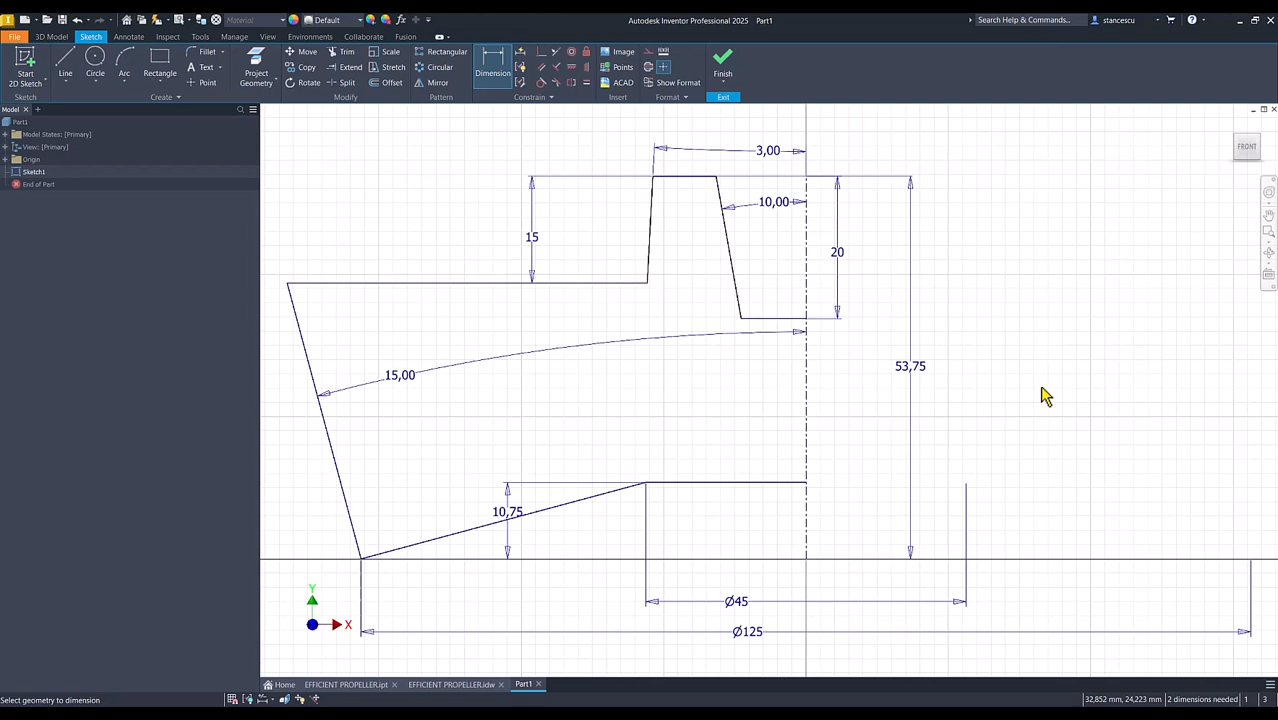 Material
Default
Autodesk Inventor Professional 2025 Part1
Search Help & Commands...
stancescu
File
3D Model
Sketch
Annotate
Inspect
Tools
Manage
View
Environments
Collaborate
Fusion
Start
2D Sketch
Line
Circle
Arc
Rectangle
Fillet
Text
Point
Project
Geometry
Move
Copy
Rotate
Trim
Extend
Split
Scale
Stretch
Offset
Rectangular
Circular
Mirror
Dimension
Image
Points
ACAD
Show Format
Finish
Sketch
Create
Modify
Pattern
Constrain
Insert
Format
Exit
Model
Part1
Model States: [Primary]
View: [Primary]
Origin
Sketch1
End of Part
FRONT
3,00
10,00
15
20
15,00
53,75
10,75
Ø45
Ø125
Y
X
Home
EFFICIENT PROPELLER.ipt
EFFICIENT PROPELLER.idw
Part1
Select geometry to dimension
32,852 mm, 24,223 mm
2 dimensions needed
1
3